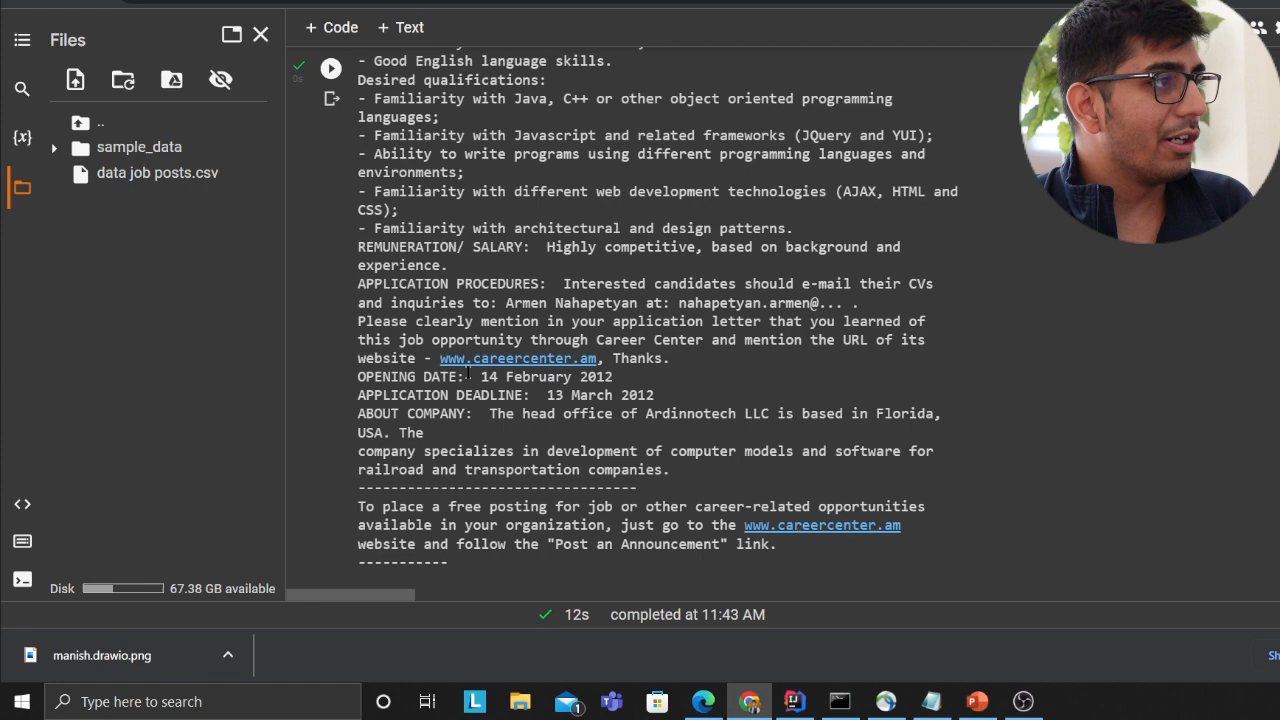 + Code + Text
Files
..
sample_data
data job posts.csv
{x}
0s
- Good English language skills.
Desired qualifications:
- Familiarity with Java, C++ or other object oriented programming
languages;
- Familiarity with Javascript and related frameworks (JQuery and YUI);
- Ability to write programs using different programming languages and
environments;
- Familiarity with different web development technologies (AJAX, HTML and
CSS);
- Familiarity with architectural and design patterns.
REMUNERATION/ SALARY:  Highly competitive, based on background and
experience.
APPLICATION PROCEDURES:  Interested candidates should e-mail their CVs
and inquiries to: Armen Nahapetyan at: nahapetyan.armen@... .
Please clearly mention in your application letter that you learned of
this job opportunity through Career Center and mention the URL of its
website - www.careercenter.am, Thanks.
OPENING DATE:  14 February 2012
APPLICATION DEADLINE:  13 March 2012
ABOUT COMPANY:  The head office of Ardinnotech LLC is based in Florida,
USA. The
company specializes in development of computer models and software for
railroad and transportation companies.
----------------------------------
To place a free posting for job or other career-related opportunities
available in your organization, just go to the www.careercenter.am
website and follow the "Post an Announcement" link.
-----------
Disk 67.38 GB available
12s completed at 11:43 AM
manish.drawio.png
Sh
Type here to search
L
1